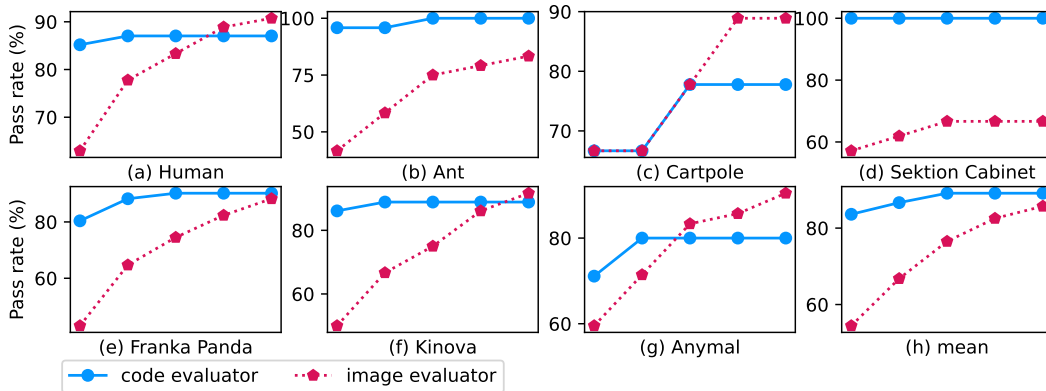 Pass rate (%)
90
80
70
(a) Human
100
75
50
(b) Ant
90
80
70
(c) Cartpole
100
80
60
(d) Sektion Cabinet
Pass rate (%)
80
60
(e) Franka Panda
80
60
(f) Kinova
80
60
(g) Anymal
80
60
(h) mean
code evaluator
image evaluator